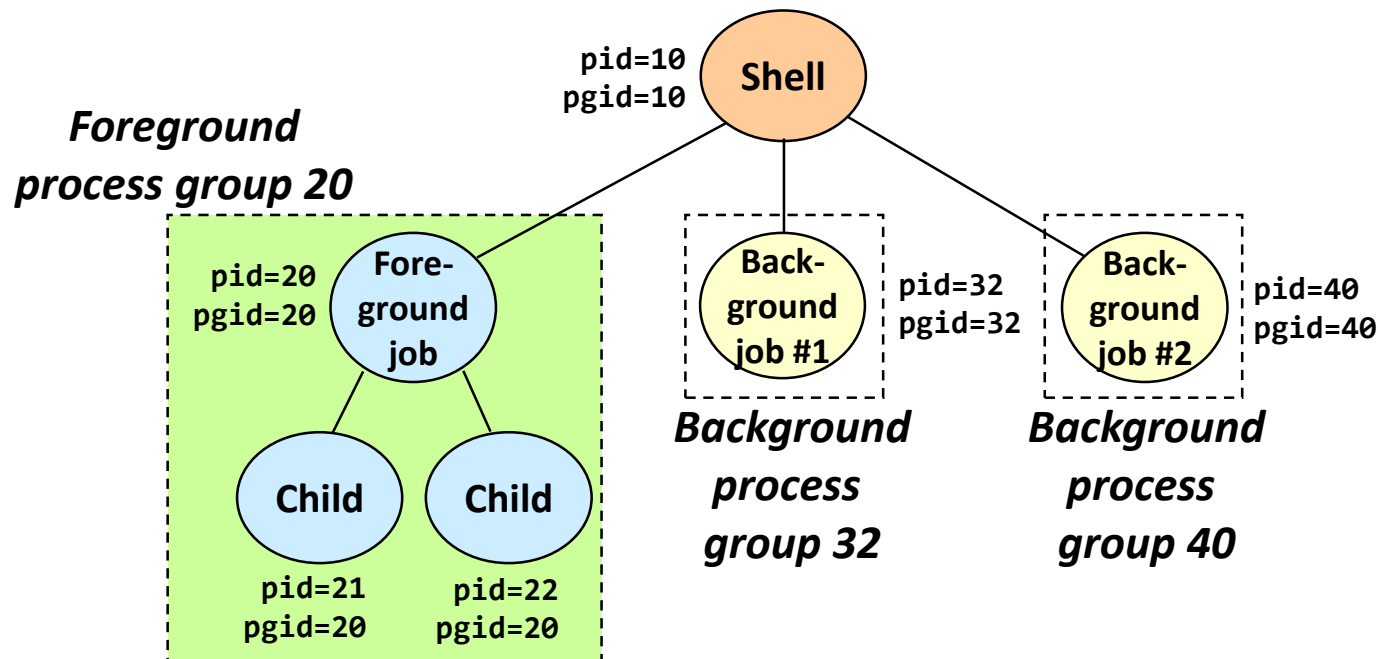 pid=10
pgid=10
Shell
Foreground
process group 20
pid=20
pgid=20
Fore-
ground
job
Back-
ground
job #1
pid=32
pgid=32
Back-
ground
job #2
pid=40
pgid=40
Child
Child
pid=21
pgid=20
pid=22
pgid=20
Background
process
group 32
Background
process
group 40